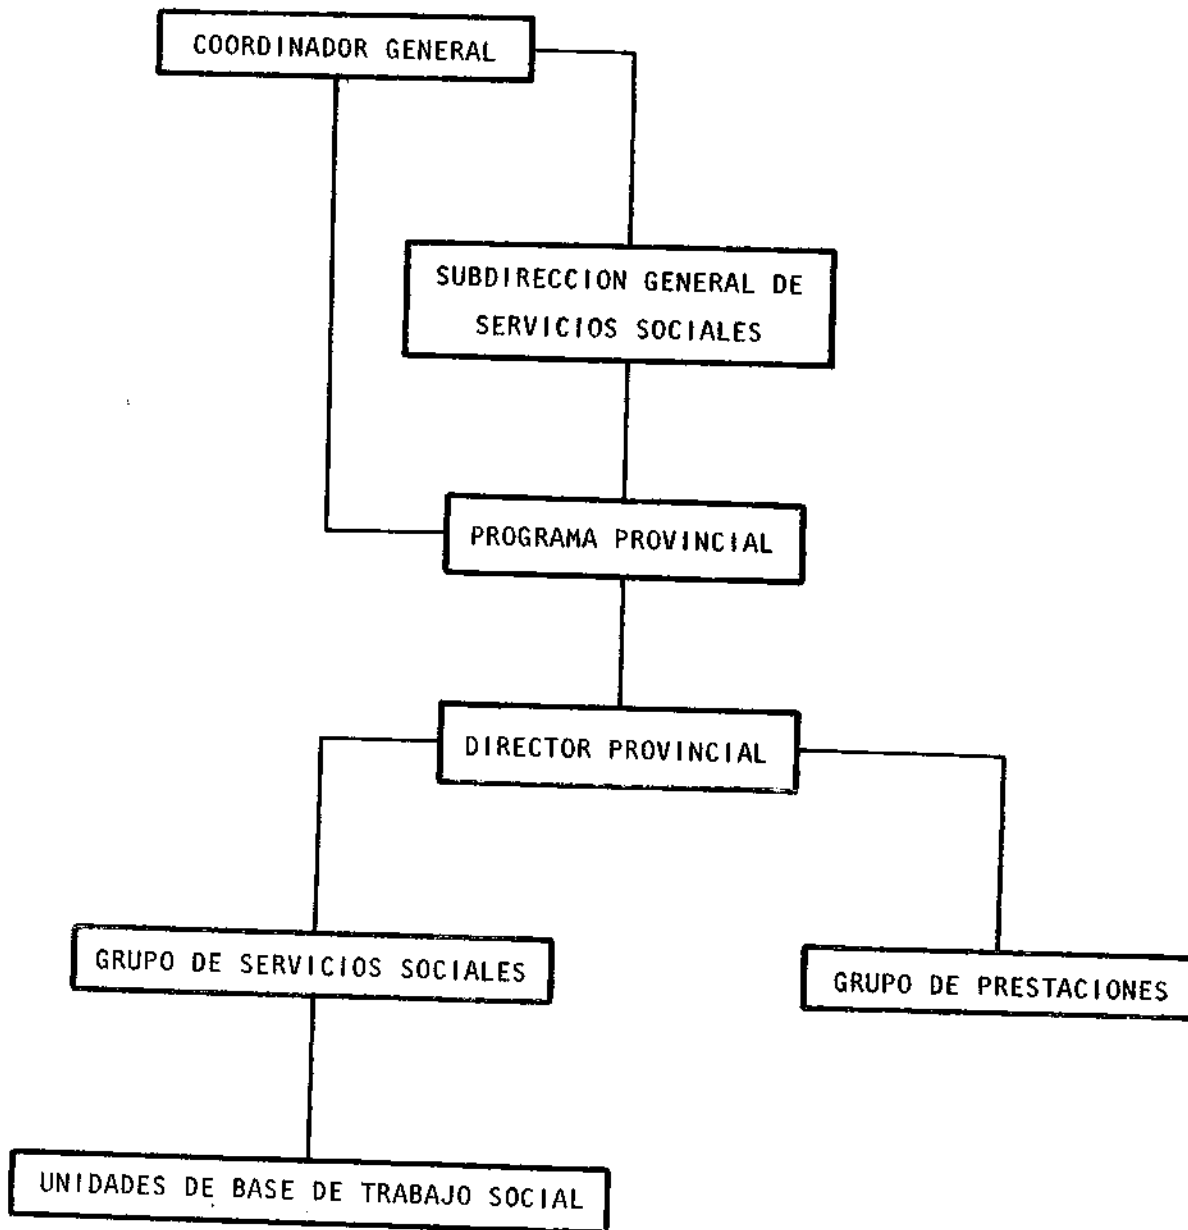 COORDINADOR GENERAL
SUBDIRECCION GENERAL DE
SERVICIOS SOCIALES
PROGRAMA PROVINCIAL
DIRECTOR PROVINCIAL
GRUPO DE SERVICIOS SOCIALES
GRUPO DE PRESTACIONES
UNIDADES DE BASE DE TRABAJO SOCIAL